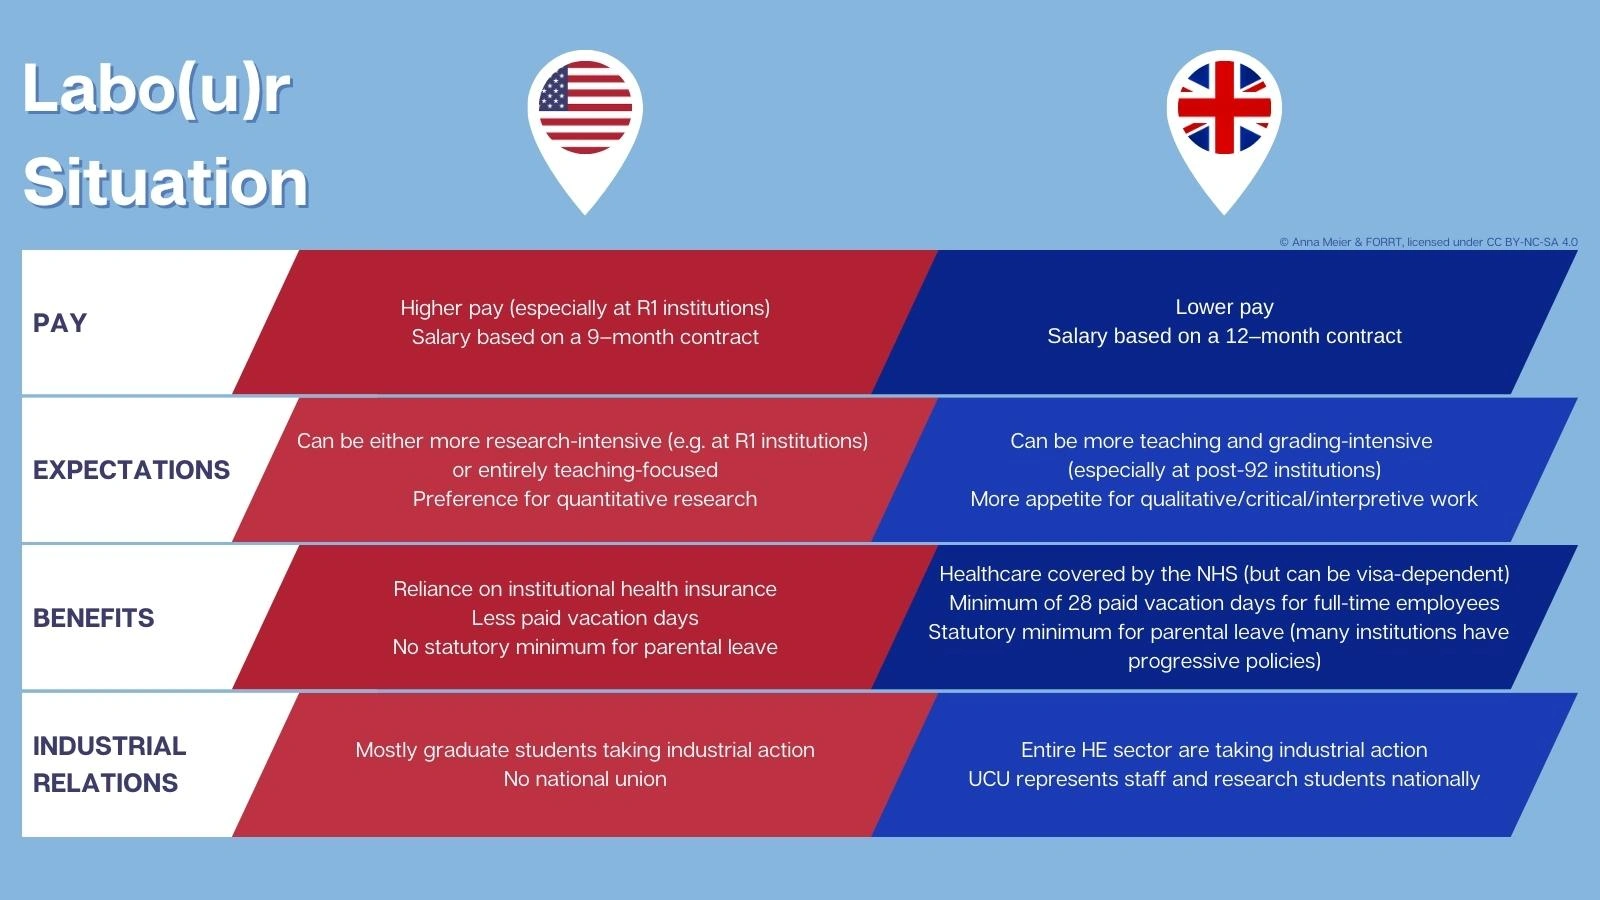 Labo(u)r
Situation
© Anna Meier & FORRT, licensed under CC BY-NC-SA 4.0
PAY
Higher pay (especially at R1 institutions)
Salary based on a 9–month contract
Lower pay
Salary based on a 12–month contract
EXPECTATIONS
Can be either more research-intensive (e.g. at R1 institutions)
or entirely teaching-focused
Preference for quantitative research
Can be more teaching and grading-intensive
(especially at post-92 institutions)
More appetite for qualitative/critical/interpretive work
BENEFITS
Reliance on institutional health insurance
Less paid vacation days
No statutory minimum for parental leave
Healthcare covered by the NHS (but can be visa-dependent)
Minimum of 28 paid vacation days for full-time employees
Statutory minimum for parental leave (many institutions have
progressive policies)
INDUSTRIAL
RELATIONS
Mostly graduate students taking industrial action
No national union
Entire HE sector are taking industrial action
UCU represents staff and research students nationally